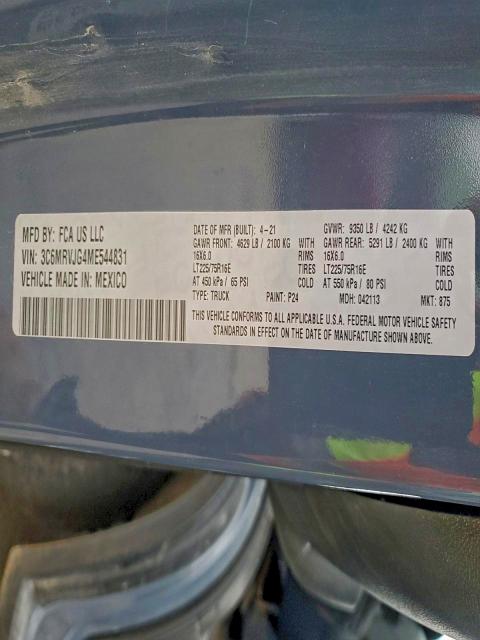 MFD BY: FCA US LLC
VIN: 3C6MRVJG4ME544831
VEHICLE MADE IN: MEXICO
DATE OF MFR (BUILT): 4-21
GAWR FRONT: 4629 LB / 2100 KG
WITH
16X6.0 RIMS
LT225/75R16E TIRES
AT 450 kPa / 65 PSI COLD
TYPE: TRUCK PAINT: P24
GVWR: 9350 LB / 4242 KG
GAWR REAR: 5291 LB / 2400 KG
WITH
16X6.0 RIMS
LT225/75R16E TIRES
AT 550 kPa / 80 PSI COLD
MDH: 042113 MKT: 875
THIS VEHICLE CONFORMS TO ALL APPLICABLE U.S.A. FEDERAL MOTOR VEHICLE SAFETY
STANDARDS IN EFFECT ON THE DATE OF MANUFACTURE SHOWN ABOVE.